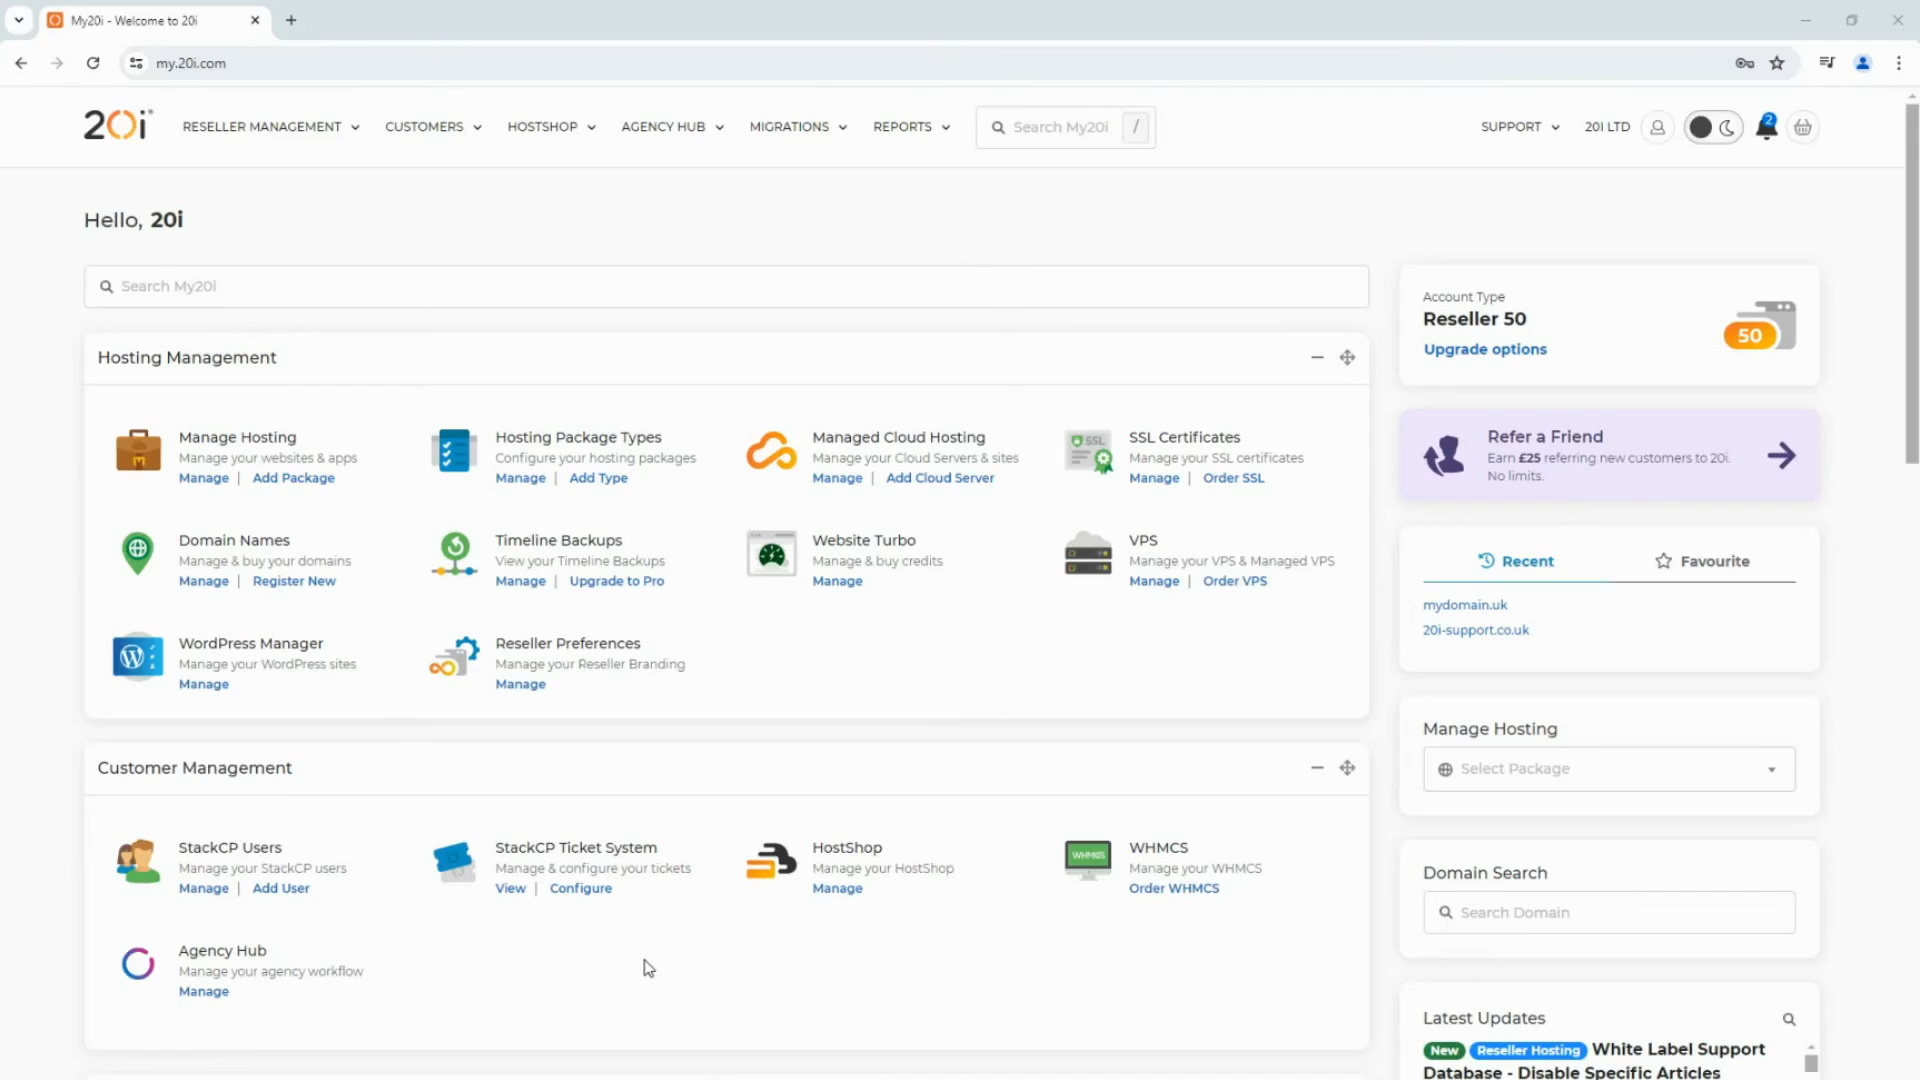 My20i - Welcome to 20i
my.20i.com
20i
RESELLER MANAGEMENT
CUSTOMERS
HOSTSHOP
AGENCY HUB
MIGRATIONS
REPORTS
Search My20i
/
SUPPORT
20I LTD
2
Hello, 20i
Search My20i
Hosting Management
Manage Hosting
Manage your websites & apps
Manage | Add Package
Hosting Package Types
Configure your hosting packages
Manage | Add Type
Managed Cloud Hosting
Manage your Cloud Servers & sites
Manage | Add Cloud Server
SSL
SSL Certificates
Manage your SSL certificates
Manage | Order SSL
Domain Names
Manage & buy your domains
Manage | Register New
Timeline Backups
View your Timeline Backups
Manage | Upgrade to Pro
Website Turbo
Manage & buy credits
Manage
VPS
Manage your VPS & Managed VPS
Manage | Order VPS
WordPress Manager
Manage your WordPress sites
Manage
Reseller Preferences
Manage your Reseller Branding
Manage
Customer Management
StackCP Users
Manage your StackCP users
Manage | Add User
StackCP Ticket System
Manage & configure your tickets
View | Configure
HostShop
Manage your HostShop
Manage
WHMCS
WHMCS
Manage your WHMCS
Order WHMCS
Agency Hub
Manage your agency workflow
Manage
Account Type
Reseller 50
Upgrade options
50
Refer a Friend
Earn £25 referring new customers to 20i.
No limits.
Recent
Favourite
mydomain.uk
20i-support.co.uk
Manage Hosting
Select Package
Domain Search
Search Domain
Latest Updates
New Reseller Hosting White Label Support
Database - Disable Specific Articles